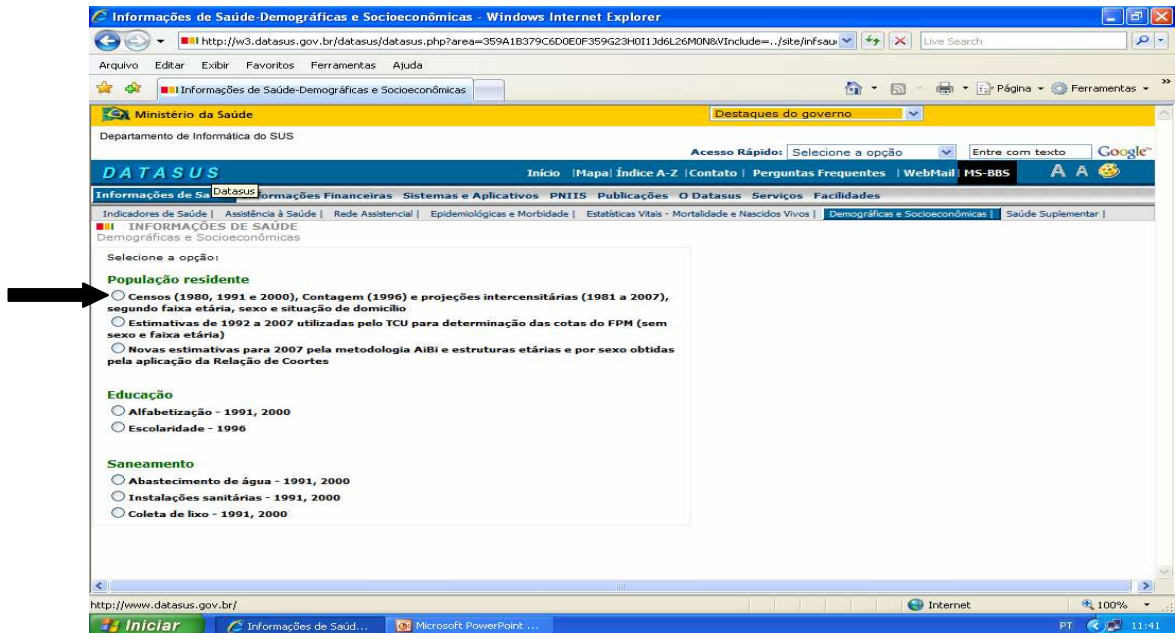 Informações de Saúde-Demográficas e Socioeconômicas - Windows Internet Explorer
http://w3.datasus.gov.br/datasus/datasus.php?area=359A1B379C6D0E0F359G23H0I1Jd6L26M0N&VInclude=../site/infsau
Live Search
Arquivo Editar Exibir Favoritos Ferramentas Ajuda
Informações de Saúde-Demográficas e Socioeconômicas
Página Ferramentas
Ministério da Saúde
Destaques do governo
Departamento de Informática do SUS
Acesso Rápido: Selecione a opção Entre com texto Google
DATASUS
Início |Mapa| Índice A-Z |Contato | Perguntas Frequentes | WebMail| MS-BBS A A
Informações de Sa Datasus formações Financeiras Sistemas e Aplicativos PNIIS Publicações O Datasus Serviços Facilidades
Indicadores de Saúde | Assistência à Saúde | Rede Assistencial | Epidemiológicas e Morbidade | Estatísticas Vitais - Mortalidade e Nascidos Vivos | Demográficas e Socioeconômicas | Saúde Suplementar |
INFORMAÇÕES DE SAÚDE
Demográficas e Socioeconômicas
Selecione a opção:
População residente
Censos (1980, 1991 e 2000), Contagem (1996) e projeções intercensitárias (1981 a 2007),
segundo faixa etária, sexo e situação de domicílio
Estimativas de 1992 a 2007 utilizadas pelo TCU para determinação das cotas do FPM (sem
sexo e faixa etária)
Novas estimativas para 2007 pela metodologia AiBi e estruturas etárias e por sexo obtidas
pela aplicação da Relação de Coortes
Educação
Alfabetização - 1991, 2000
Escolaridade - 1996
Saneamento
Abastecimento de água - 1991, 2000
Instalações sanitárias - 1991, 2000
Coleta de lixo - 1991, 2000
http://www.datasus.gov.br/
Internet
100%
Iniciar
Informações de Saúd...
Microsoft PowerPoint ...
PT
11:41